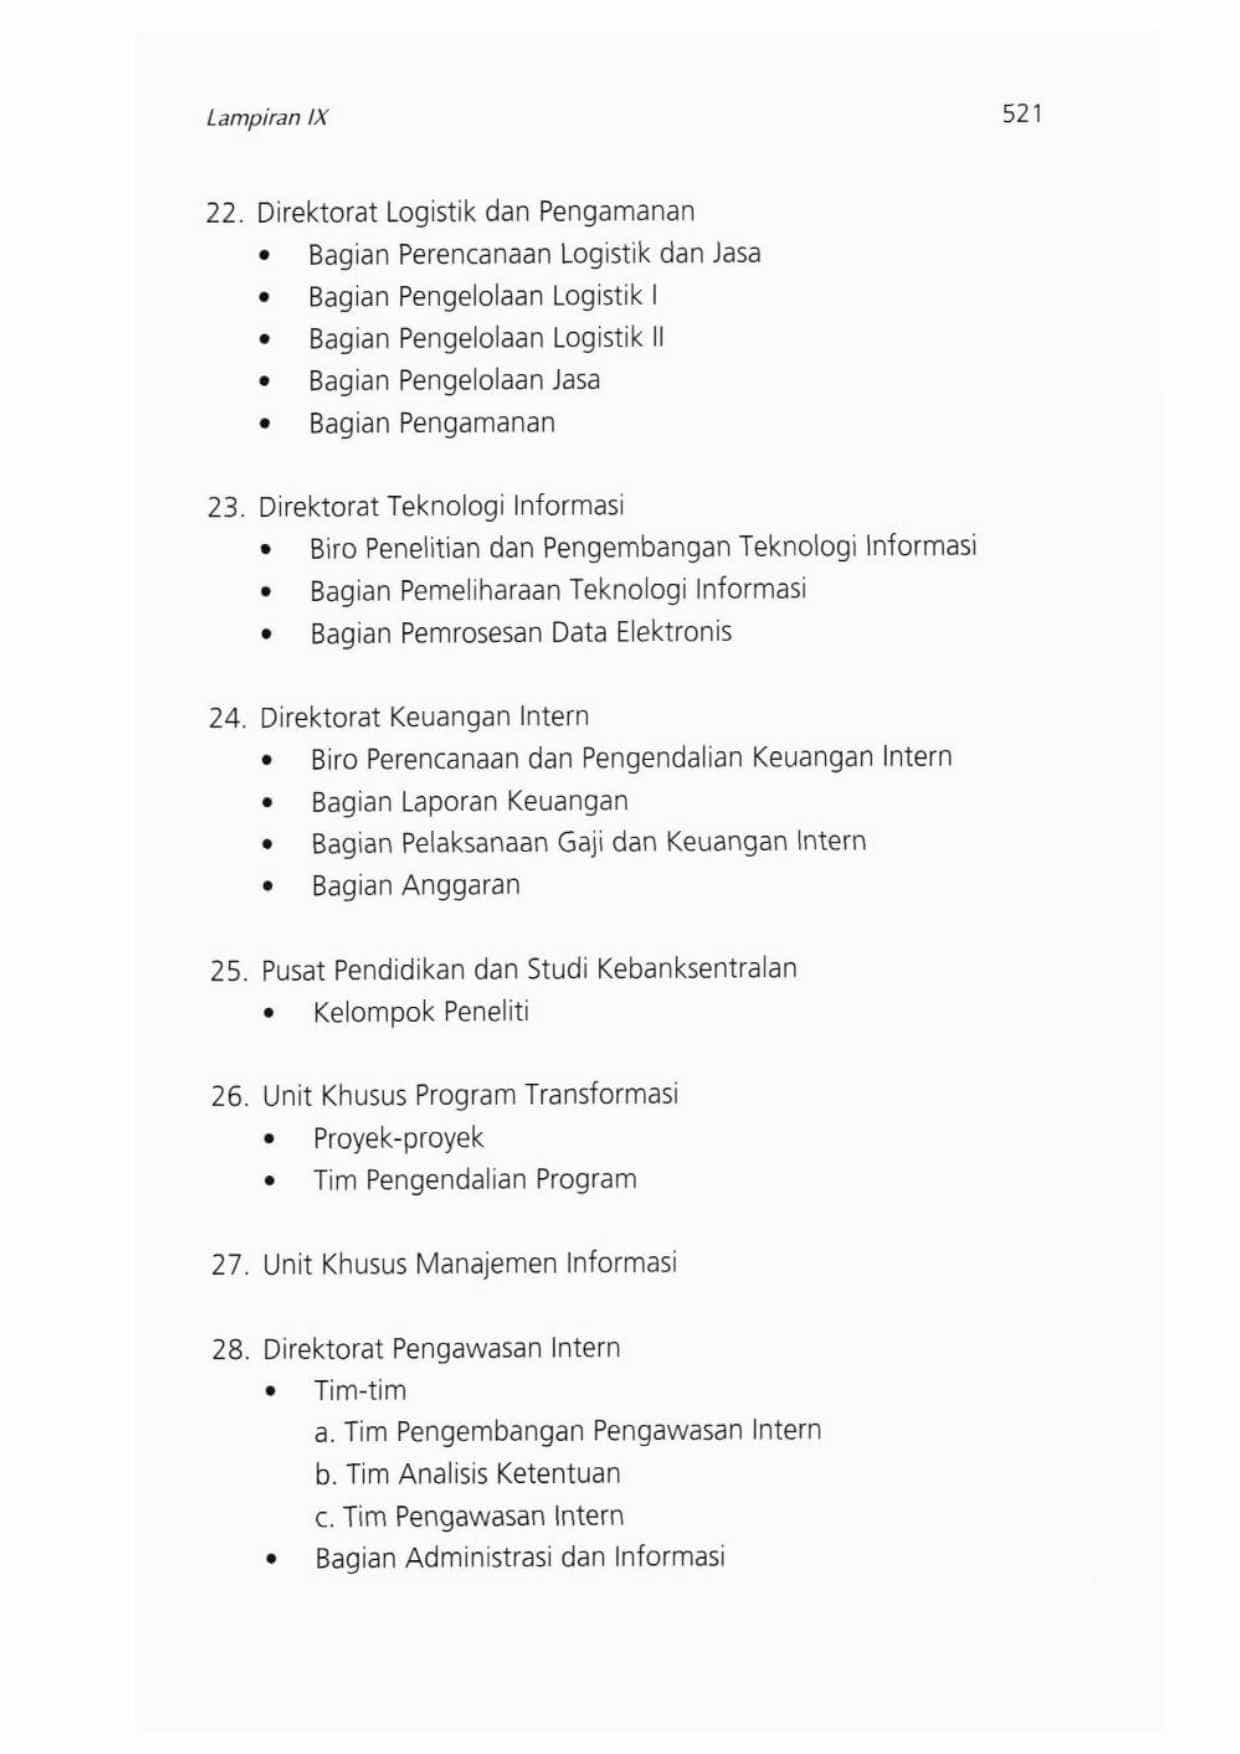 Lampiran IX
521
22. Direktorat Logistik dan Pengamanan
• Bagian Perencanaan Logistik dan Jasa
• Bagian Pengelolaan Logistik I
• Bagian Pengelolaan Logistik II
• Bagian Pengelolaan Jasa
• Bagian Pengamanan
23. Direktorat Teknologi Informasi
• Biro Penelitian dan Pengembangan Teknologi Informasi
• Bagian Pemeliharaan Teknologi Informasi
• Bagian Pemrosesan Data Elektronis
24. Direktorat Keuangan Intern
• Biro Perencanaan dan Pengendalian Keuangan Intern
• Bagian Laporan Keuangan
• Bagian Pelaksanaan Gaji dan Keuangan Intern
• Bagian Anggaran
25. Pusat Pendidikan dan Studi Kebanksentralan
• Kelompok Peneliti
26. Unit Khusus Program Transformasi
• Proyek-proyek
• Tim Pengendalian Program
27. Unit Khusus Manajemen Informasi
28. Direktorat Pengawasan Intern
• Tim-tim
a. Tim Pengembangan Pengawasan Intern
b. Tim Analisis Ketentuan
c. Tim Pengawasan Intern
• Bagian Administrasi dan Informasi